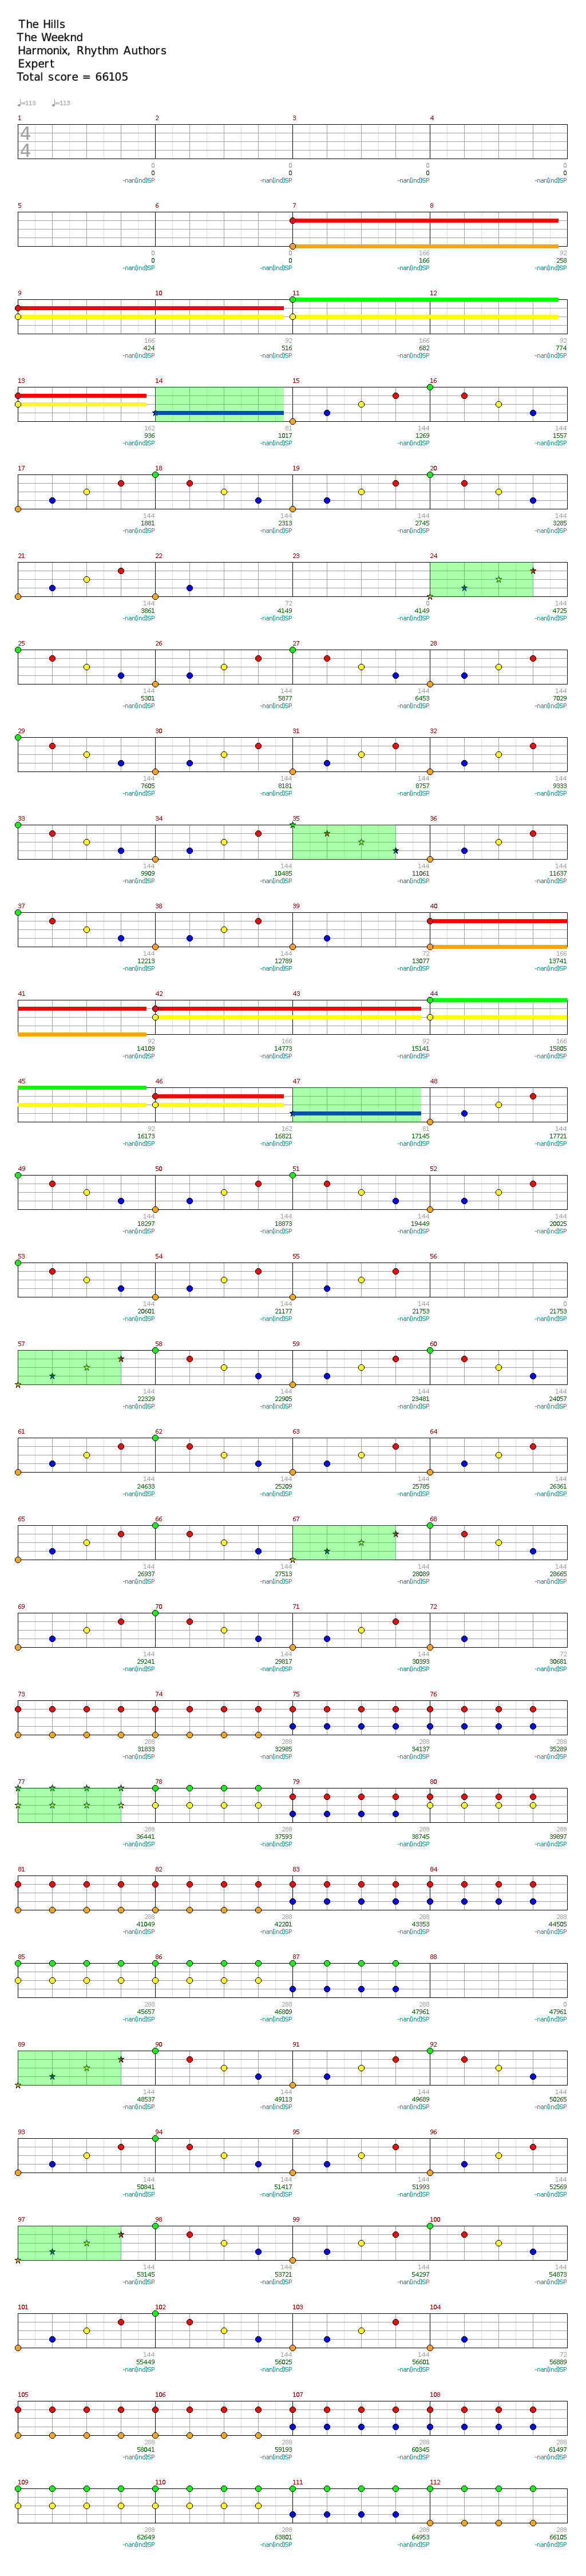 The Hills
The Weeknd
Harmonix, Rhythm Authors
Expert
Total score = 66105
♩=113 ♩=113
1 2 3 4
4
4
0 0 0 0
0 0 0 0
-nan(ind)SP -nan(ind)SP -nan(ind)SP -nan(ind)SP
5 6 7 8
0 0 166 92
0 0 166 258
-nan(ind)SP -nan(ind)SP -nan(ind)SP -nan(ind)SP
9 10 11 12
166 92 166 92
424 516 682 774
-nan(ind)SP -nan(ind)SP -nan(ind)SP -nan(ind)SP
13 14 15 16
162 81 144 144
936 1017 1269 1557
-nan(ind)SP -nan(ind)SP -nan(ind)SP -nan(ind)SP
17 18 19 20
144 144 144 144
1881 2313 2745 3285
-nan(ind)SP -nan(ind)SP -nan(ind)SP -nan(ind)SP
21 22 23 24
144 72 0 144
3861 4149 4149 4725
-nan(ind)SP -nan(ind)SP -nan(ind)SP -nan(ind)SP
25 26 27 28
144 144 144 144
5301 5877 6453 7029
-nan(ind)SP -nan(ind)SP -nan(ind)SP -nan(ind)SP
29 30 31 32
144 144 144 144
7605 8181 8757 9333
-nan(ind)SP -nan(ind)SP -nan(ind)SP -nan(ind)SP
33 34 35 36
144 144 144 144
9909 10485 11061 11637
-nan(ind)SP -nan(ind)SP -nan(ind)SP -nan(ind)SP
37 38 39 40
144 144 72 166
12213 12789 13077 13741
-nan(ind)SP -nan(ind)SP -nan(ind)SP -nan(ind)SP
41 42 43 44
92 166 92 166
14109 14773 15141 15805
-nan(ind)SP -nan(ind)SP -nan(ind)SP -nan(ind)SP
45 46 47 48
92 162 81 144
16173 16821 17145 17721
-nan(ind)SP -nan(ind)SP -nan(ind)SP -nan(ind)SP
49 50 51 52
144 144 144 144
18297 18873 19449 20025
-nan(ind)SP -nan(ind)SP -nan(ind)SP -nan(ind)SP
53 54 55 56
144 144 144 0
20601 21177 21753 21753
-nan(ind)SP -nan(ind)SP -nan(ind)SP -nan(ind)SP
57 58 59 60
144 144 144 144
22329 22905 23481 24057
-nan(ind)SP -nan(ind)SP -nan(ind)SP -nan(ind)SP
61 62 63 64
144 144 144 144
24633 25209 25785 26361
-nan(ind)SP -nan(ind)SP -nan(ind)SP -nan(ind)SP
65 66 67 68
144 144 144 144
26937 27513 28089 28665
-nan(ind)SP -nan(ind)SP -nan(ind)SP -nan(ind)SP
69 70 71 72
144 144 144 72
29241 29817 30393 30681
-nan(ind)SP -nan(ind)SP -nan(ind)SP -nan(ind)SP
73 74 75 76
288 288 288 288
31833 32985 34137 35289
-nan(ind)SP -nan(ind)SP -nan(ind)SP -nan(ind)SP
77 78 79 80
288 288 288 288
36441 37593 38745 39897
-nan(ind)SP -nan(ind)SP -nan(ind)SP -nan(ind)SP
81 82 83 84
288 288 288 288
41049 42201 43353 44505
-nan(ind)SP -nan(ind)SP -nan(ind)SP -nan(ind)SP
85 86 87 88
288 288 288 0
45657 46809 47961 47961
-nan(ind)SP -nan(ind)SP -nan(ind)SP -nan(ind)SP
89 90 91 92
144 144 144 144
48537 49113 49689 50265
-nan(ind)SP -nan(ind)SP -nan(ind)SP -nan(ind)SP
93 94 95 96
144 144 144 144
50841 51417 51993 52569
-nan(ind)SP -nan(ind)SP -nan(ind)SP -nan(ind)SP
97 98 99 100
144 144 144 144
53145 53721 54297 54873
-nan(ind)SP -nan(ind)SP -nan(ind)SP -nan(ind)SP
101 102 103 104
144 144 144 72
55449 56025 56601 56889
-nan(ind)SP -nan(ind)SP -nan(ind)SP -nan(ind)SP
105 106 107 108
288 288 288 288
58041 59193 60345 61497
-nan(ind)SP -nan(ind)SP -nan(ind)SP -nan(ind)SP
109 110 111 112
288 288 288 288
62649 63801 64953 66105
-nan(ind)SP -nan(ind)SP -nan(ind)SP -nan(ind)SP